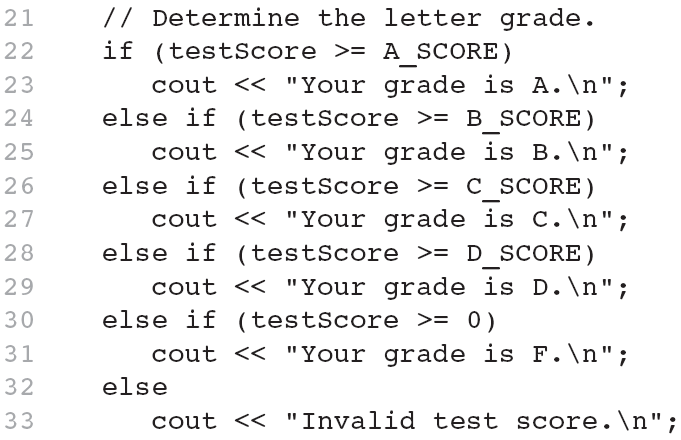 21 // Determine the letter grade.
22 if (testScore >= A_SCORE)
23 cout << "Your grade is A.\n";
24 else if (testScore >= B_SCORE)
25 cout << "Your grade is B.\n";
26 else if (testScore >= C_SCORE)
27 cout << "Your grade is C.\n";
28 else if (testScore >= D_SCORE)
29 cout << "Your grade is D.\n";
30 else if (testScore >= 0)
31 cout << "Your grade is F.\n";
32 else
33 cout << "Invalid test score.\n";